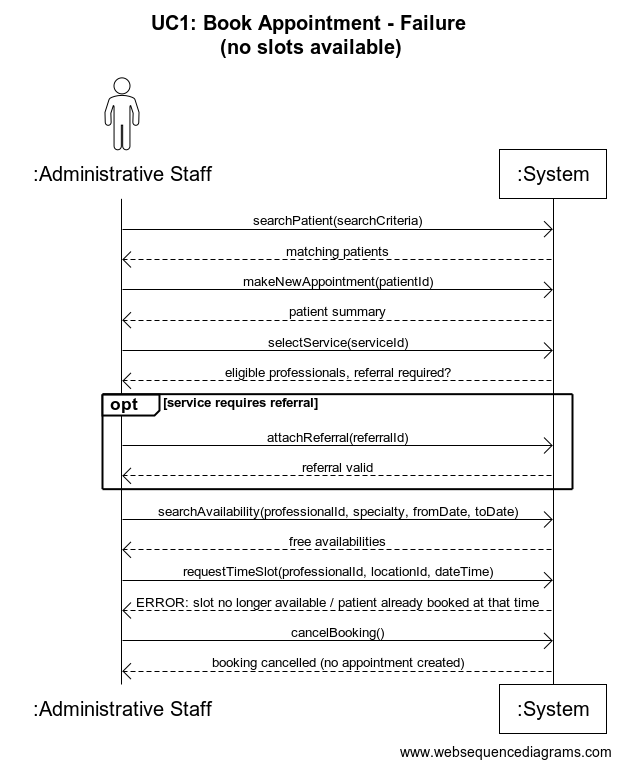 UC1: Book Appointment - Failure
(no slots available)
:Administrative Staff
:System
searchPatient(searchCriteria)
matching patients
makeNewAppointment(patientId)
patient summary
selectService(serviceId)
eligible professionals, referral required?
opt [service requires referral]
attachReferral(referralId)
referral valid
searchAvailability(professionalId, specialty, fromDate, toDate)
free availabilities
requestTimeSlot(professionalId, locationId, dateTime)
ERROR: slot no longer available / patient already booked at that time
cancelBooking()
booking cancelled (no appointment created)
:Administrative Staff
:System
www.websequencediagrams.com